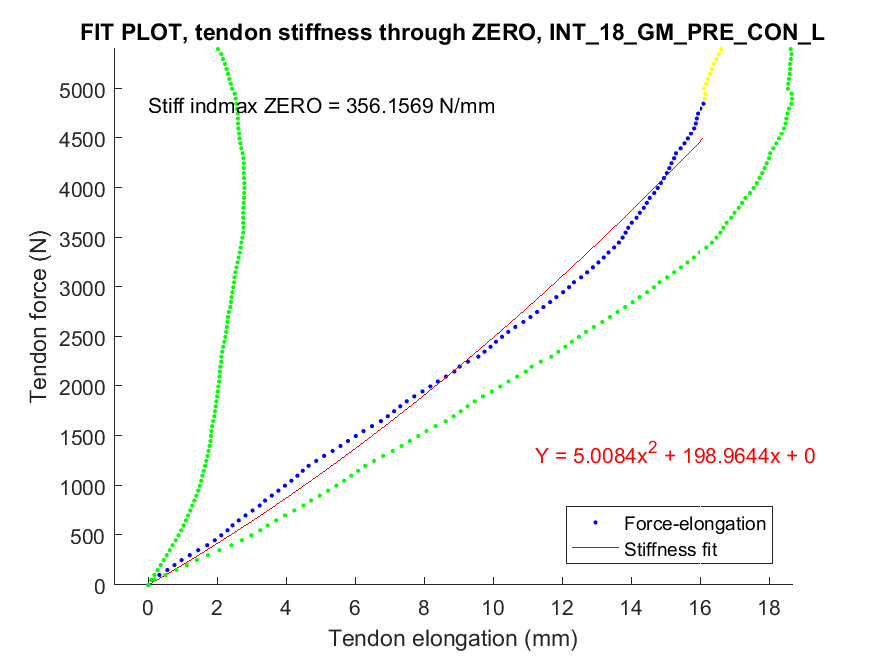 FIT PLOT, tendon stiffness through ZERO, INT_18_GM_PRE_CON_L
Stiff indmax ZERO = 356.1569 N/mm
Tendon force (N)
5000
4500
4000
3500
3000
2500
2000
1500
1000
500
0
Y = 5.0084x² + 198.9644x + 0
Force-elongation
Stiffness fit
0 2 4 6 8 10 12 14 16 18
Tendon elongation (mm)